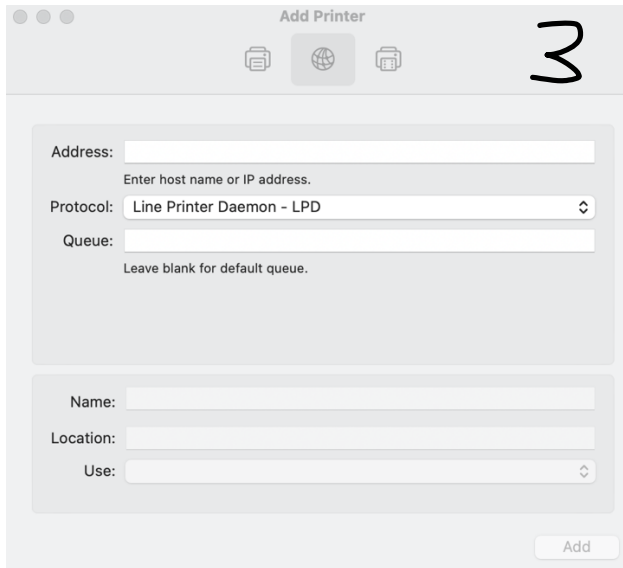 Add Printer
3
Address:
Enter host name or IP address.
Protocol: Line Printer Daemon - LPD
Queue:
Leave blank for default queue.
Name:
Location:
Use:
Add